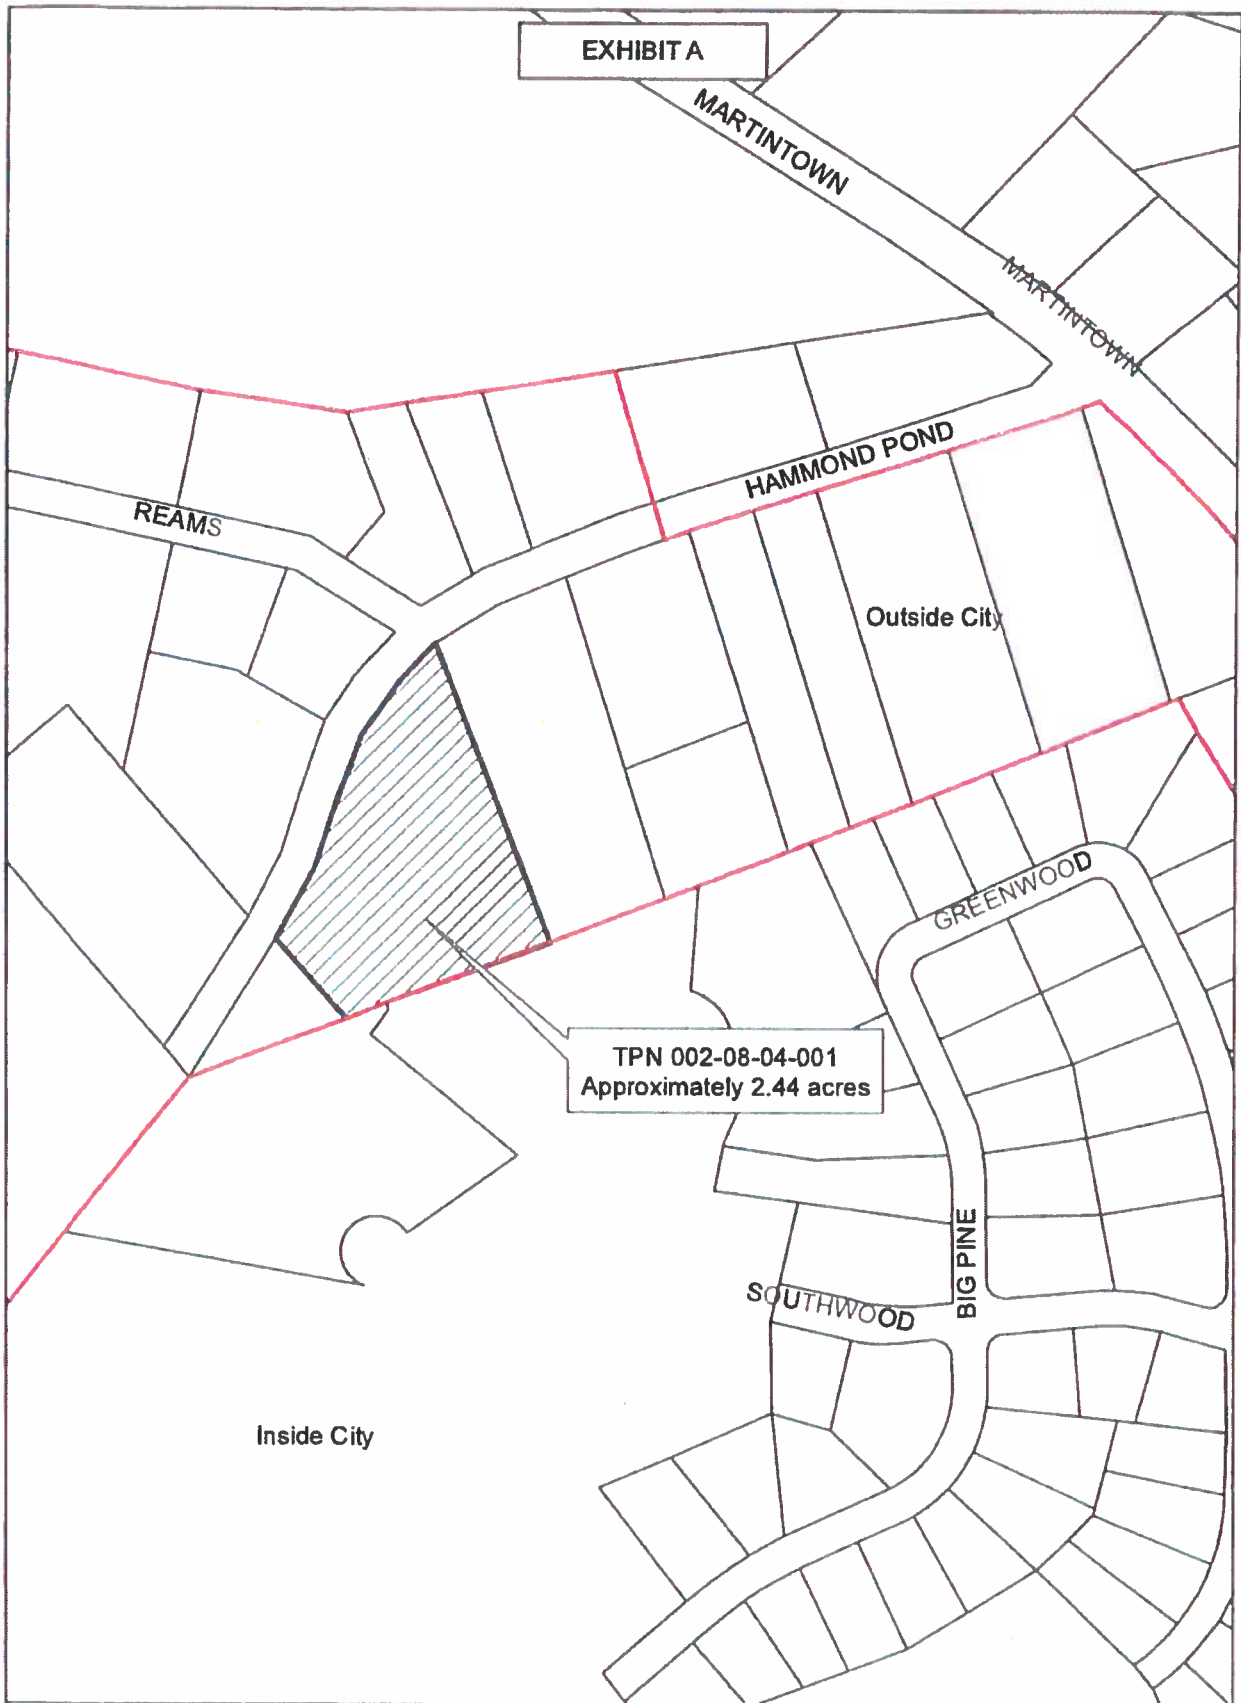 EXHIBIT A
MARTINTOWN
MARTINTOWN
HAMMOND POND
REAMS
Outside City
GREENWOOD
TPN 002-08-04-001
Approximately 2.44 acres
BIG PINE
SOUTHWOOD
Inside City